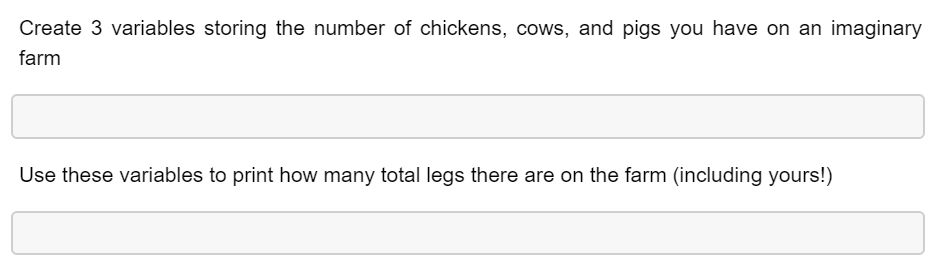 Create 3 variables storing the number of chickens, cows, and pigs you have on an imaginary
farm
Use these variables to print how many total legs there are on the farm (including yours!)